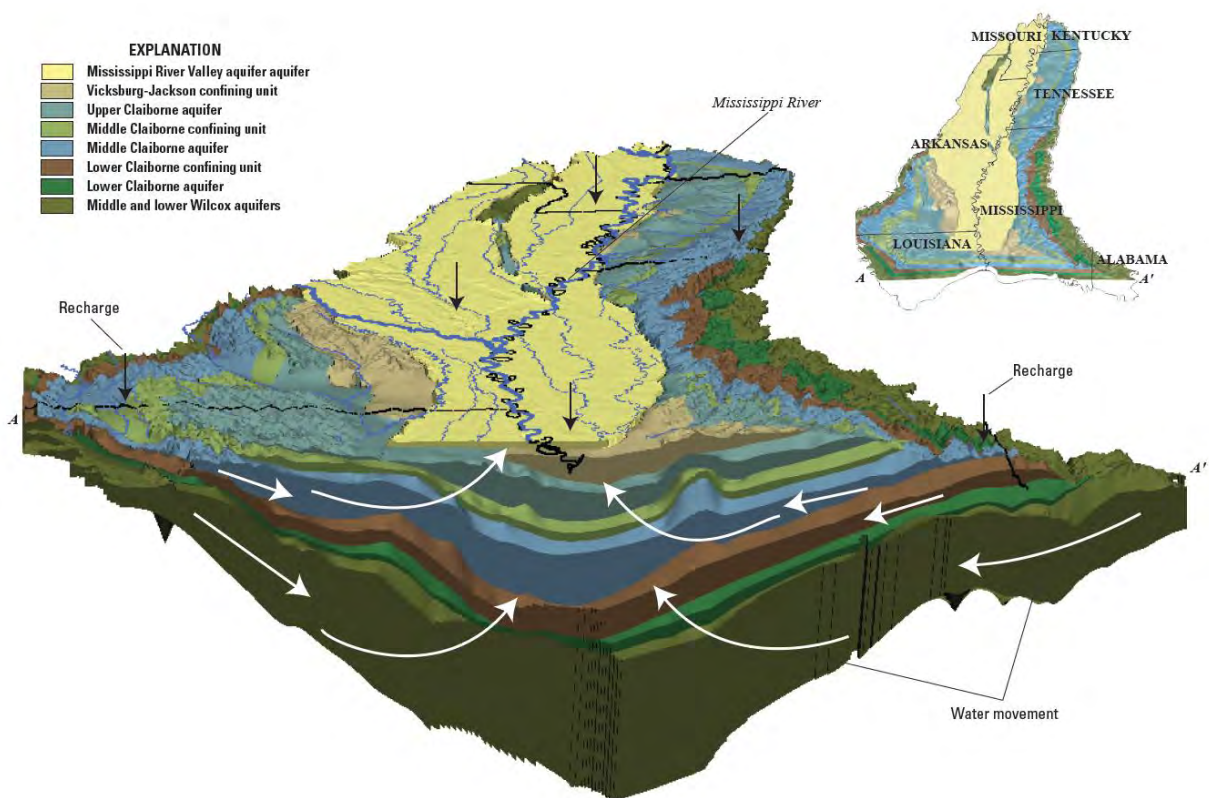 EXPLANATION
Mississippi River Valley aquifer aquifer
Vicksburg-Jackson confining unit
Upper Claiborne aquifer
Middle Claiborne confining unit
Middle Claiborne aquifer
Lower Claiborne confining unit
Lower Claiborne aquifer
Middle and lower Wilcox aquifers
Mississippi River
MISSOURI
KENTUCKY
TENNESSEE
ARKANSAS
MISSISSIPPI
LOUISIANA
ALABAMA
A
A'
Recharge
Recharge
A
A'
Water movement